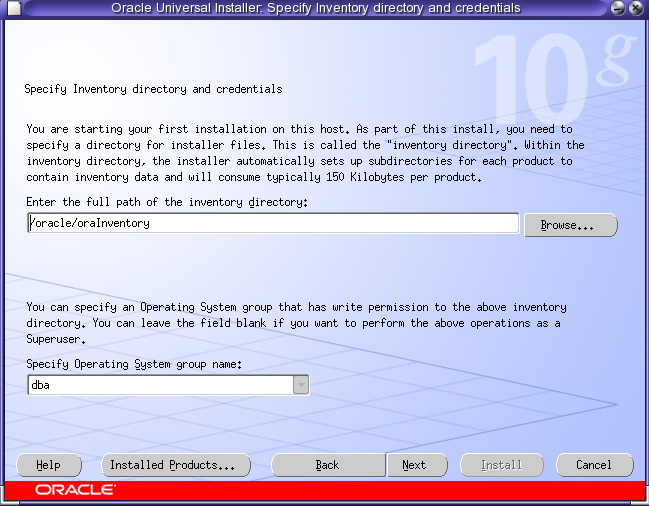 Oracle Universal Installer: Specify Inventory directory and credentials
10g
Specify Inventory directory and credentials
You are starting your first installation on this host. As part of this install, you need to
specify a directory for installer files. This is called the "inventory directory". Within the
inventory directory, the installer automatically sets up subdirectories for each product to
contain inventory data and will consume typically 150 Kilobytes per product.
Enter the full path of the inventory directory:
/oracle/oraInventory
Browse...
You can specify an Operating System group that has write permission to the above inventory
directory. You can leave the field blank if you want to perform the above operations as a
Superuser.
Specify Operating System group name:
dba
Help
Installed Products...
Back
Next
Install
Cancel
ORACLE